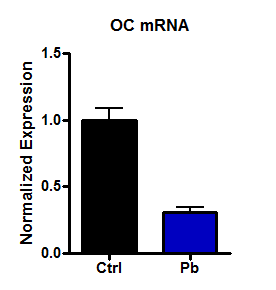 OC mRNA
Normalized Expression
1.5
1.0
0.5
0.0
Ctrl Pb